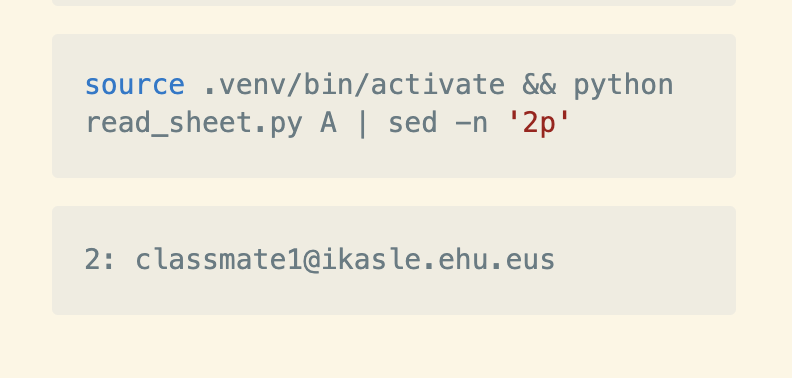 source .venv/bin/activate && python
read_sheet.py A | sed -n '2p'
2: classmate1@ikasle.ehu.eus